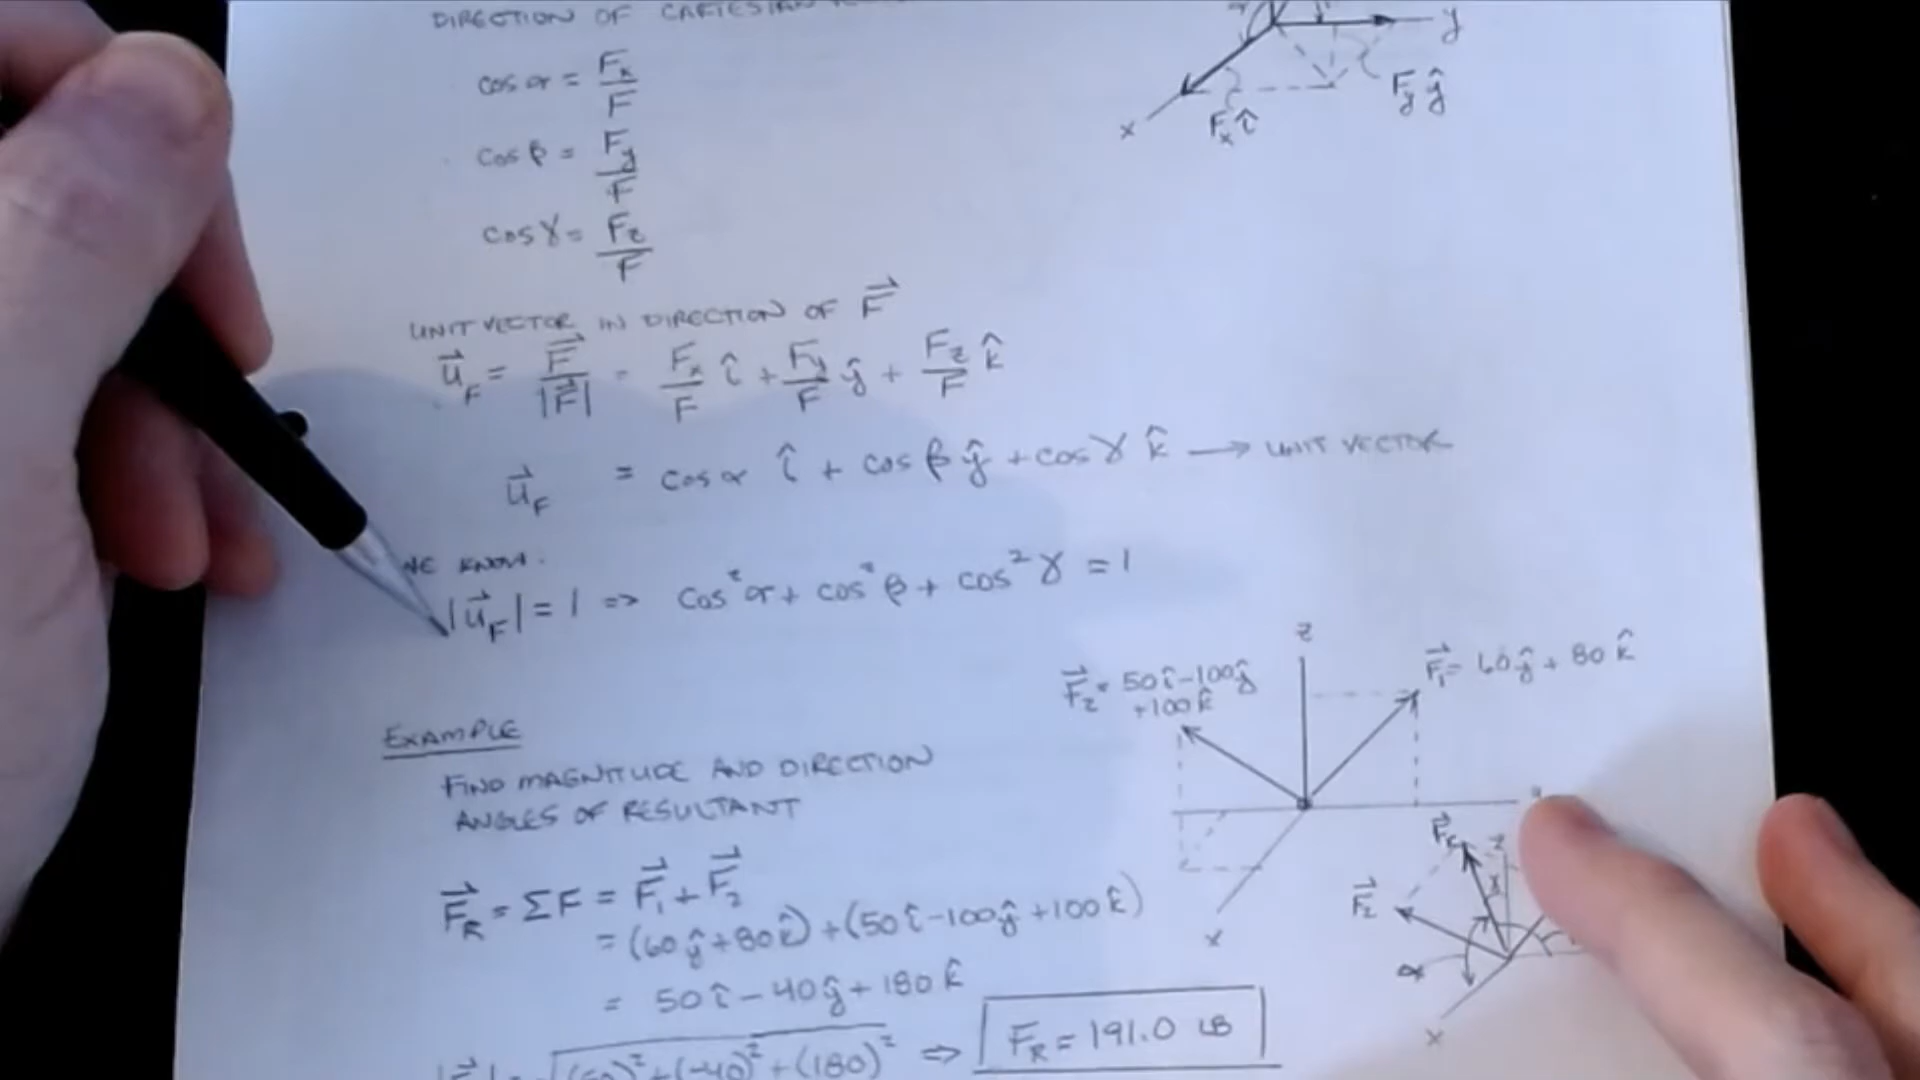 DIRECTION OF CARTESIAN
cos α = Fx/F
cos β = Fy/F
cos γ = Fz/F
y
x
Fx î
Fy ĵ
UNIT VECTOR IN DIRECTION OF F⃗
u⃗F = F⃗/|F⃗| = Fx/F î + Fy/F ĵ + Fz/F k̂
u⃗F = cos α î + cos β ĵ + cos γ k̂ → UNIT VECTOR
WE KNOW:
|u⃗F| = 1 => cos²α + cos²β + cos²γ = 1
EXAMPLE
FIND MAGNITUDE AND DIRECTION
ANGLES OF RESULTANT
z
F⃗2 = 50î - 100ĵ
+100k̂
F⃗1 = 60ĵ + 80k̂
x
F⃗R = ΣF = F⃗1 + F⃗2
= (60ĵ + 80k̂) + (50î - 100ĵ + 100k̂)
= 50î - 40ĵ + 180k̂
(50)² + (-40)² + (180)² => FR = 191.0 LB
F⃗R
z
γ
F⃗2
α
x